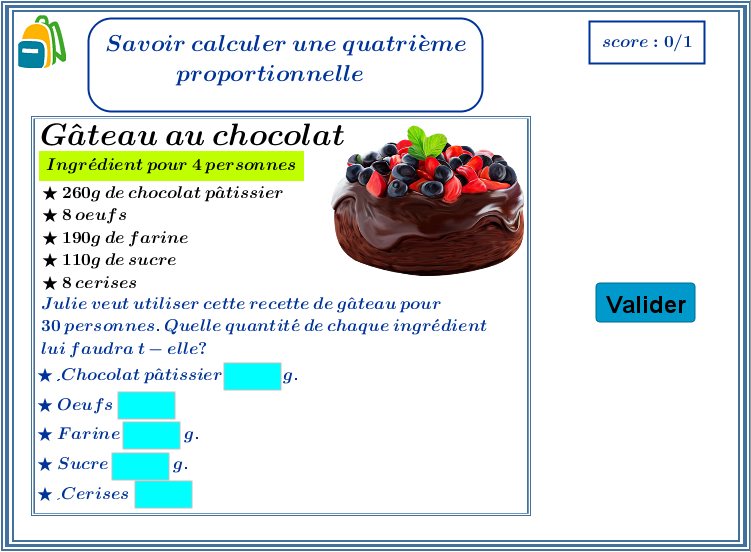 Savoir calculer une quatrième
proportionnelle
score : 0/1
Gâteau au chocolat
Ingrédient pour 4 personnes
★ 260g de chocolat pâtissier
★ 8 oeufs
★ 190g de farine
★ 110g de sucre
★ 8 cerises
Julie veut utiliser cette recette de gâteau pour
30 personnes. Quelle quantité de chaque ingrédient
lui faudra t – elle?
★ .Chocolat pâtissier g.
★ Oeufs
★ Farine g.
★ Sucre g.
★ .Cerises
Valider